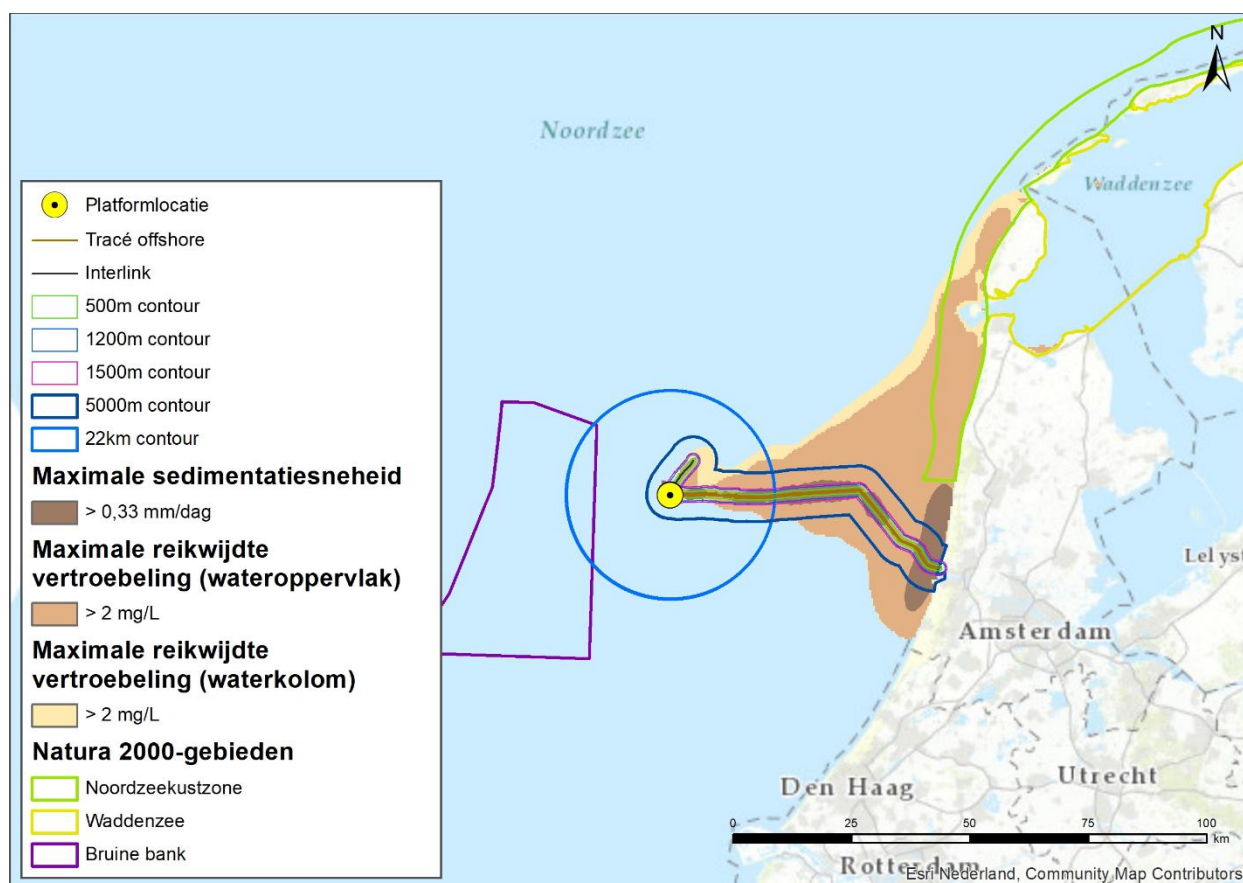 N
Noordzee
Waddenzee
Platformlocatie
Tracé offshore
Interlink
500m contour
1200m contour
1500m contour
5000m contour
22km contour
Maximale sedimentatiesneheid
> 0,33 mm/dag
Maximale reikwijdte
vertroebeling (wateroppervlak)
> 2 mg/L
Maximale reikwijdte
vertroebeling (waterkolom)
> 2 mg/L
Natura 2000-gebieden
Noordzeekustzone
Waddenzee
Bruine bank
Lelyst
Amsterdam
Den Haag
Utrecht
0 25 50 75 100
km
Rotterdam
Esri Nederland, Community Map Contributors